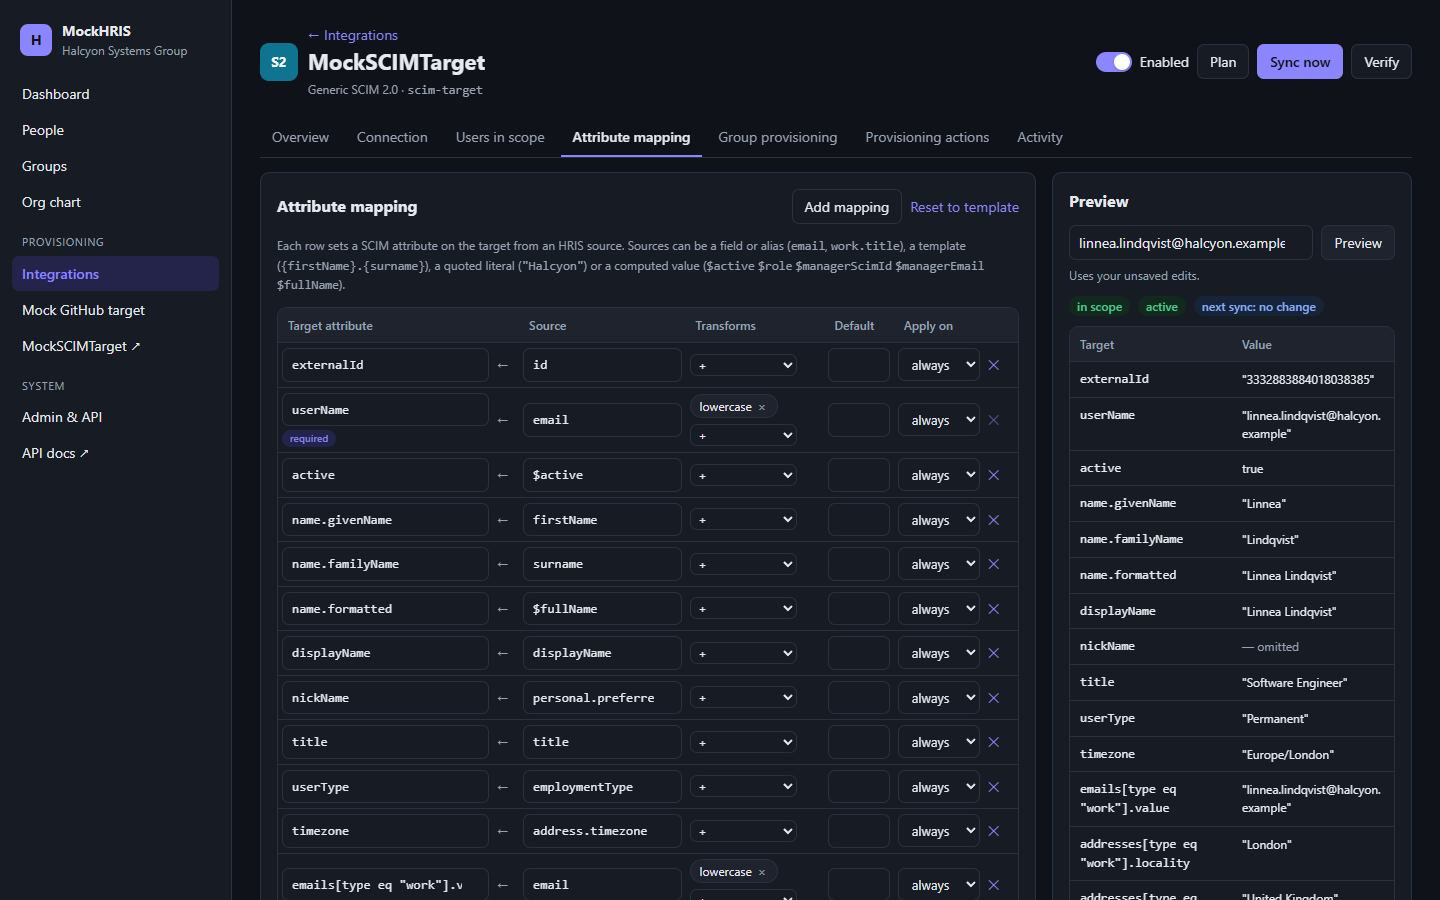 H
MockHRIS
Halcyon Systems Group
Dashboard
People
Groups
Org chart
PROVISIONING
Integrations
Mock GitHub target
MockSCIMTarget ↗
SYSTEM
Admin & API
API docs ↗
← Integrations
S2
MockSCIMTarget
Generic SCIM 2.0 · scim-target
Enabled
Plan
Sync now
Verify
Overview
Connection
Users in scope
Attribute mapping
Group provisioning
Provisioning actions
Activity
Attribute mapping
Add mapping
Reset to template
Each row sets a SCIM attribute on the target from an HRIS source. Sources can be a field or alias (email, work.title), a template
({firstName}.{surname}), a quoted literal ("Halcyon") or a computed value ($active $role $managerScimId $managerEmail
$fullName).
Target attribute Source Transforms Default Apply on
externalId ← id + always ×
userName
required
← email lowercase × + always ×
active ← $active + always ×
name.givenName ← firstName + always ×
name.familyName ← surname + always ×
name.formatted ← $fullName + always ×
displayName ← displayName + always ×
nickName ← personal.preferre + always ×
title ← title + always ×
userType ← employmentType + always ×
timezone ← address.timezone + always ×
emails[type eq "work"].v ← email lowercase × + always ×
Preview
linnea.lindqvist@halcyon.example
Preview
Uses your unsaved edits.
in scope
active
next sync: no change
Target Value
externalId "3332883884018038385"
userName "linnea.lindqvist@halcyon.
example"
active true
name.givenName "Linnea"
name.familyName "Lindqvist"
name.formatted "Linnea Lindqvist"
displayName "Linnea Lindqvist"
nickName — omitted
title "Software Engineer"
userType "Permanent"
timezone "Europe/London"
emails[type eq "linnea.lindqvist@halcyon.
"work"].value example"
addresses[type eq "London"
"work"].locality
addresses[type eq "United Kingdom"